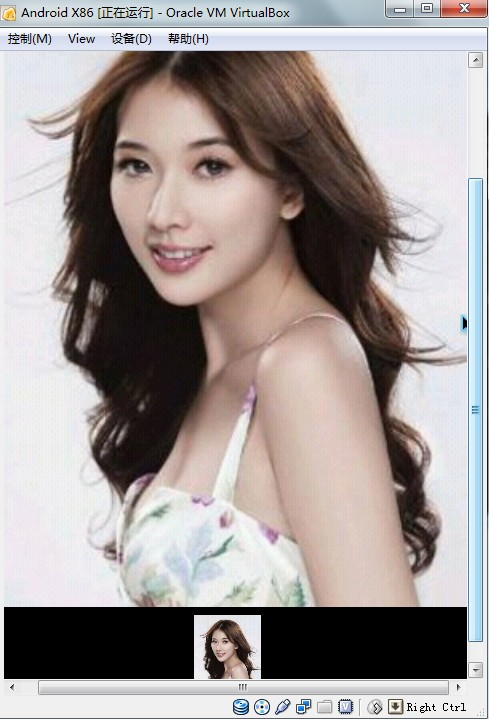 Android X86 [正在运行] - Oracle VM VirtualBox
控制(M) View 设备(D) 帮助(H)
Right Ctrl